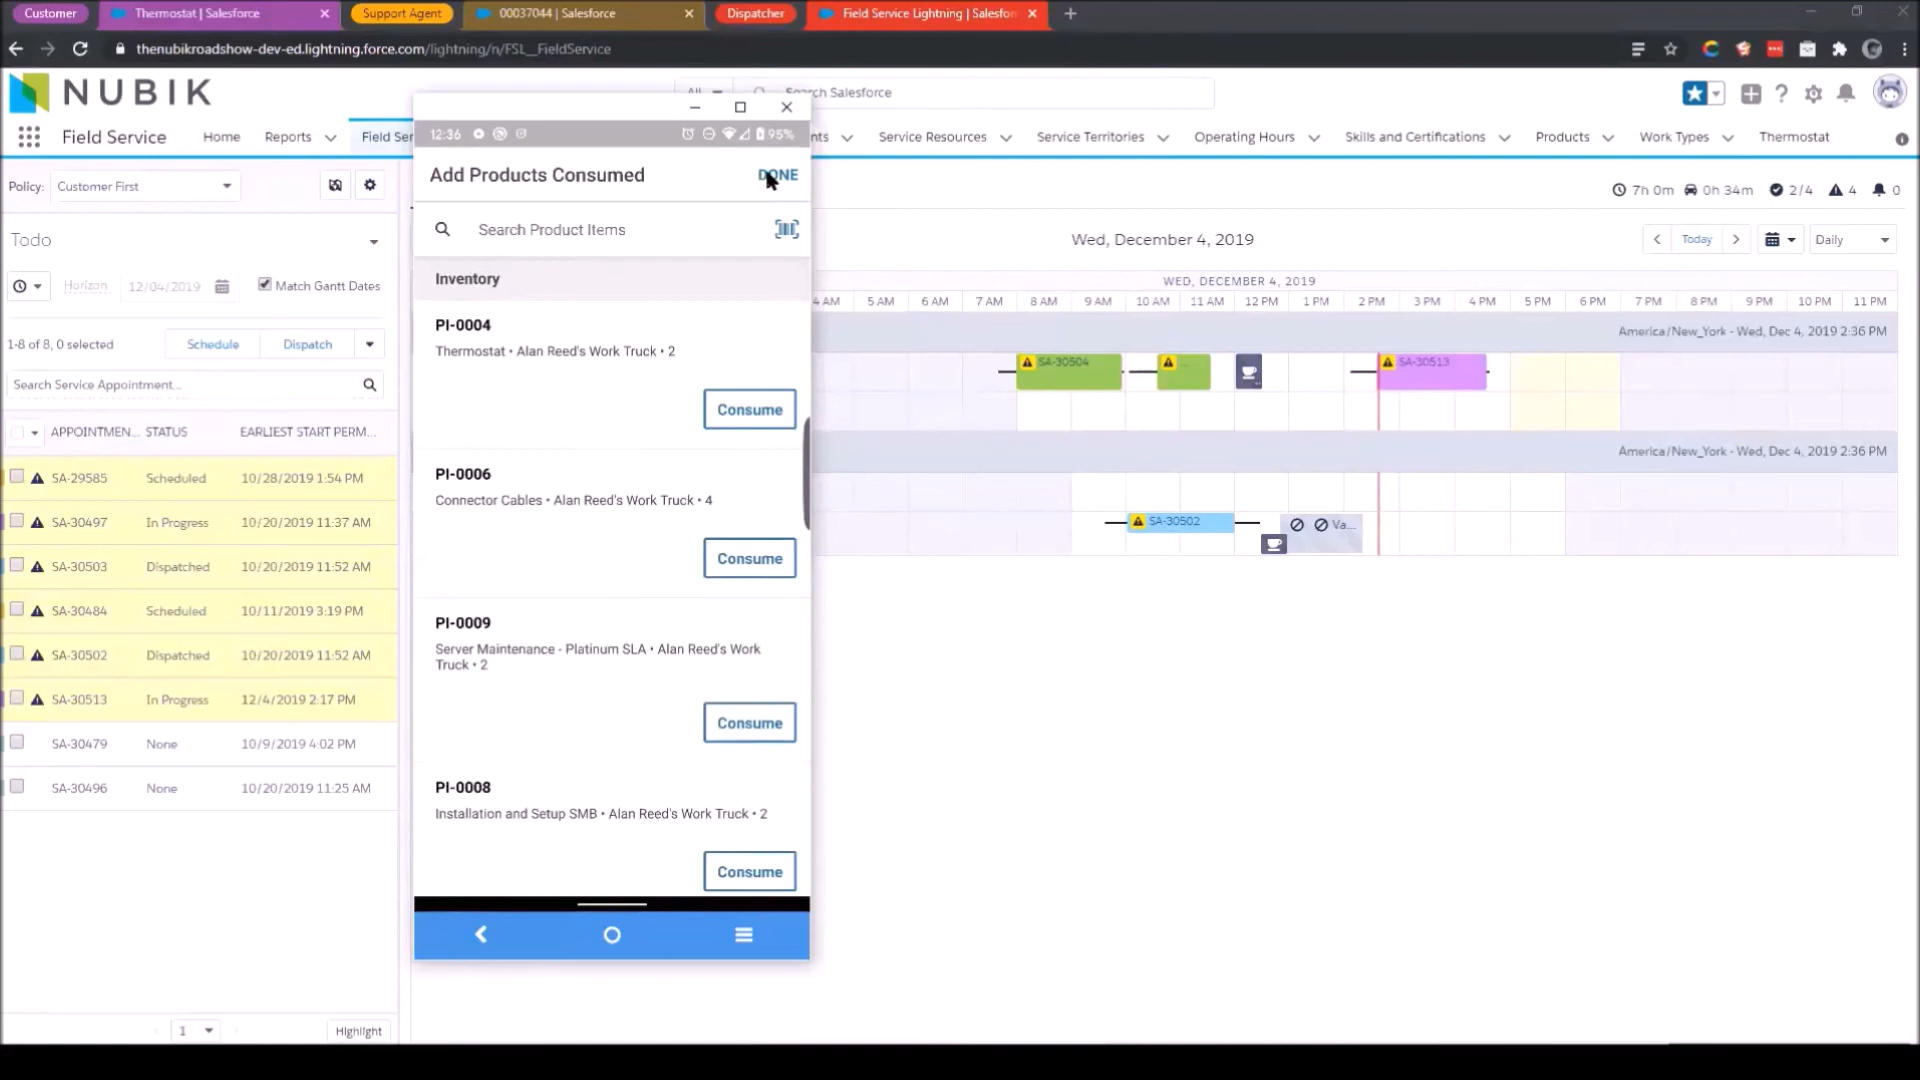 Customer
Thermostat | Salesforce
Support Agent
00037044 | Salesforce
Dispatcher
Field Service Lightning | Salesfor
thenubikroadshow-dev-ed.lightning.force.com/lightning/n/FSL__FieldService
NUBIK
All
Search Salesforce
Field Service
Home
Reports
Field Ser
nts
Service Resources
Service Territories
Operating Hours
Skills and Certifications
Products
Work Types
Thermostat
Policy:
Customer First
7h 0m
0h 34m
2/4
4
0
Todo
Wed, December 4, 2019
Today
Daily
Horizon
12/04/2019
Match Gantt Dates
1-8 of 8, 0 selected
Schedule
Dispatch
Search Service Appointment...
APPOINTMEN... STATUS EARLIEST START PERM...
SA-29585 Scheduled 10/28/2019 1:54 PM
SA-30497 In Progress 10/20/2019 11:37 AM
SA-30503 Dispatched 10/20/2019 11:52 AM
SA-30484 Scheduled 10/11/2019 3:19 PM
SA-30502 Dispatched 10/20/2019 11:52 AM
SA-30513 In Progress 12/4/2019 2:17 PM
SA-30479 None 10/9/2019 4:02 PM
SA-30496 None 10/20/2019 11:25 AM
1
Highlight
12:36
95%
Add Products Consumed
DONE
Search Product Items
Inventory
PI-0004
Thermostat • Alan Reed's Work Truck • 2
Consume
PI-0006
Connector Cables • Alan Reed's Work Truck • 4
Consume
PI-0009
Server Maintenance - Platinum SLA • Alan Reed's Work
Truck • 2
Consume
PI-0008
Installation and Setup SMB • Alan Reed's Work Truck • 2
Consume
WED, DECEMBER 4, 2019
4 AM 5 AM 6 AM 7 AM 8 AM 9 AM 10 AM 11 AM 12 PM 1 PM 2 PM 3 PM 4 PM 5 PM 6 PM 7 PM 8 PM 9 PM 10 PM 11 PM
America/New_York - Wed, Dec 4, 2019 2:36 PM
SA-30504
...
SA-30513
America/New_York - Wed, Dec 4, 2019 2:36 PM
SA-30502
Va...